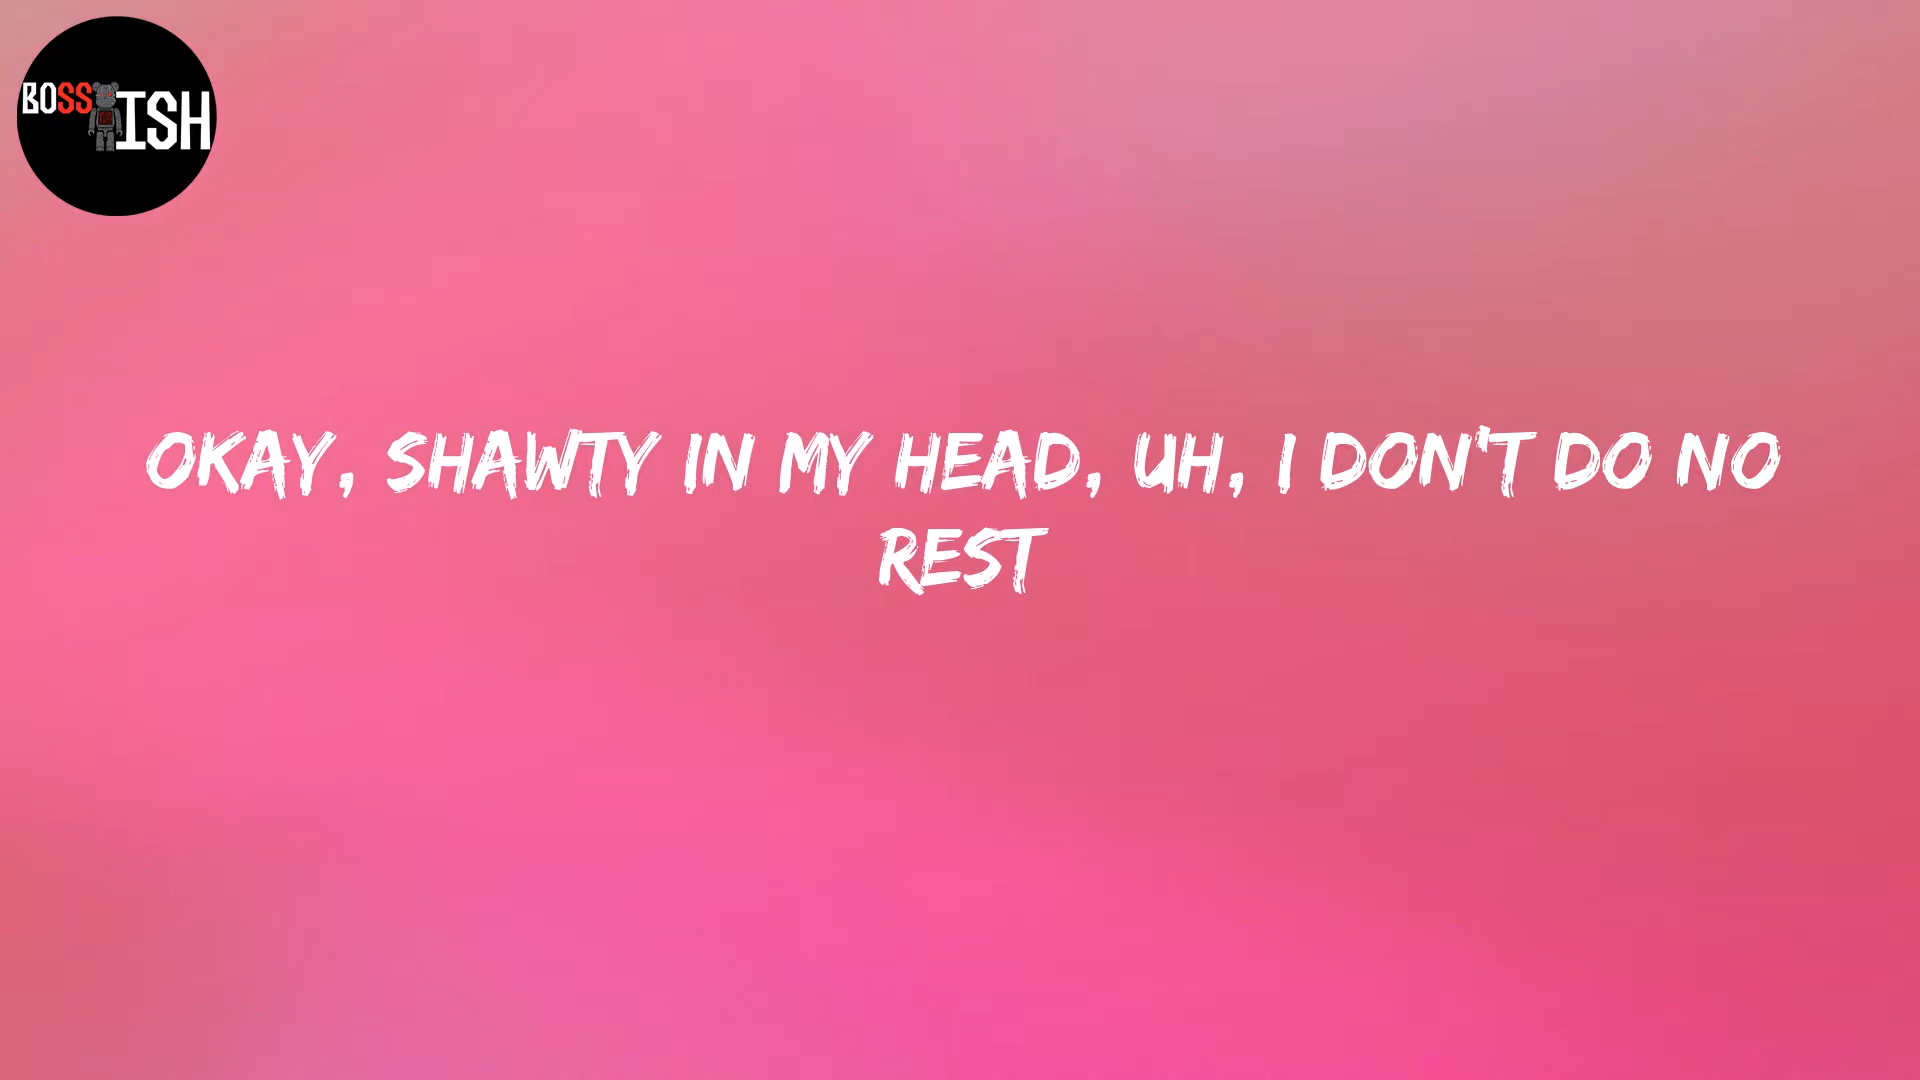 BOSS ISH
OKAY, SHAWTY IN MY HEAD, UH, I DON'T DO NO
REST